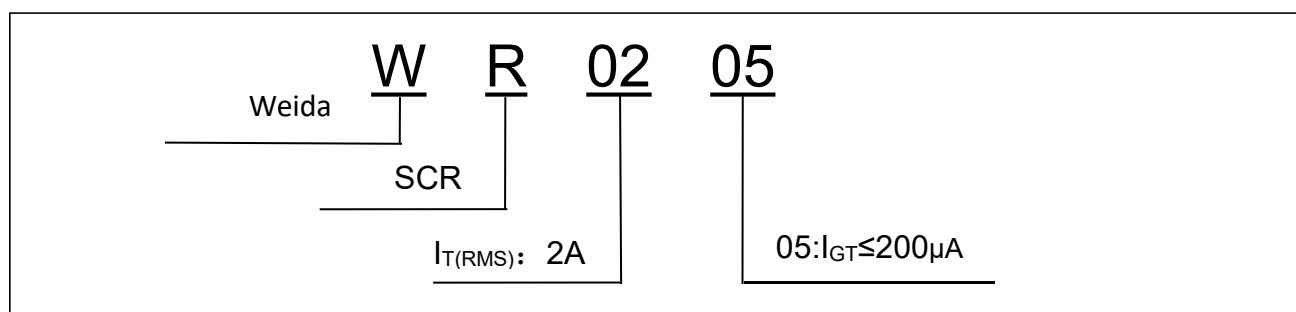 W R 02 05
Weida
SCR
IT(RMS)：2A
05:IGT≤200μA